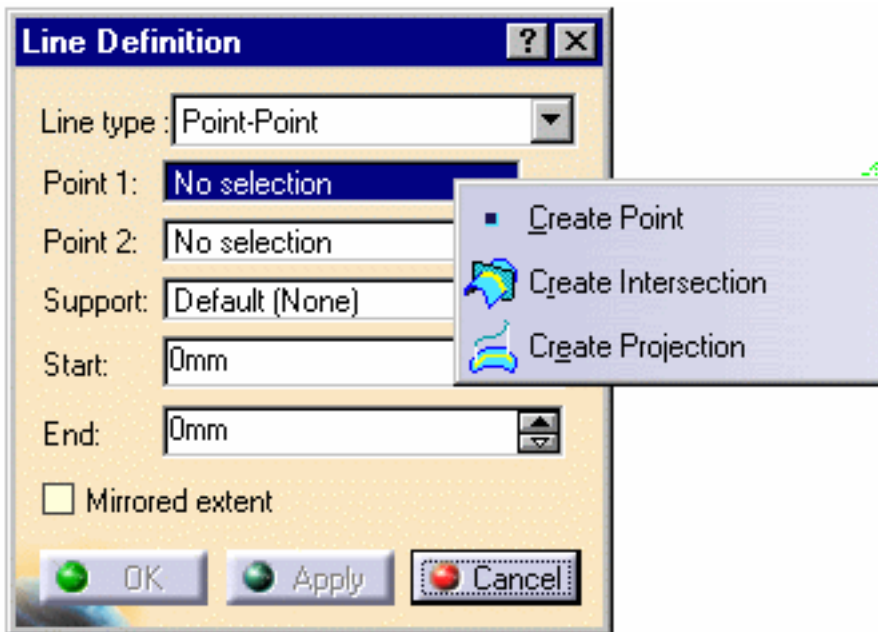 Line Definition
Line type : Point-Point
Point 1: No selection
Create Point
Point 2: No selection
Create Intersection
Support: Default (None)
Create Projection
Start: 0mm
End: 0mm
Mirrored extent
OK Apply Cancel